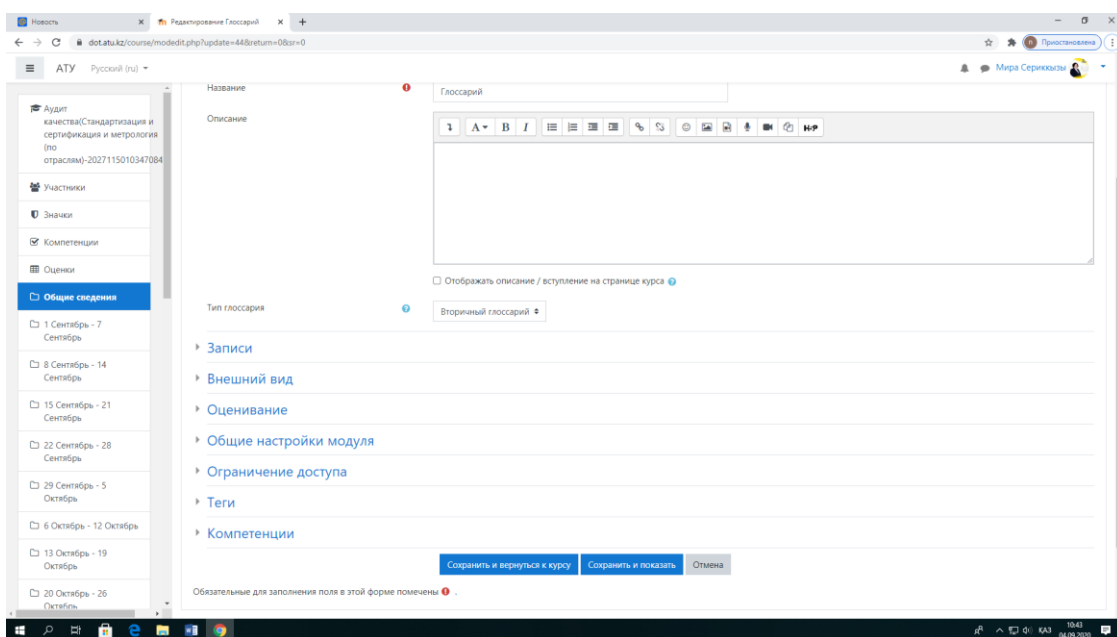 Новость
Редактирование Глоссарий
dot.atu.kz/course/modedit.php?update=44&return=0&sr=0
Приостановлена
АТУ Русский (ru)
Мира Сериккызы
Аудит
качества(Стандартизация и
сертификация и метрология
(по
отраслям)-2027115010347084
Участники
Значки
Компетенции
Оценки
Общие сведения
1 Сентябрь - 7
Сентябрь
8 Сентябрь - 14
Сентябрь
15 Сентябрь - 21
Сентябрь
22 Сентябрь - 28
Сентябрь
29 Сентябрь - 5
Октябрь
6 Октябрь - 12 Октябрь
13 Октябрь - 19
Октябрь
20 Октябрь - 26
Октябрь
Название
Глоссарий
Описание
A B I H-P
Отображать описание / вступление на странице курса
Тип глоссария
Вторичный глоссарий
Записи
Внешний вид
Оценивание
Общие настройки модуля
Ограничение доступа
Теги
Компетенции
Сохранить и вернуться к курсу Сохранить и показать Отмена
Обязательные для заполнения поля в этой форме помечены .
ҚАЗ
10:43
04.09.2020